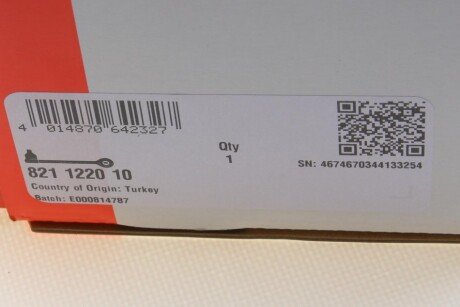 4 014870 642327
Qty
1
SN: 4674670344133254
821 1220 10
Country of Origin: Turkey
Batch: E000814787